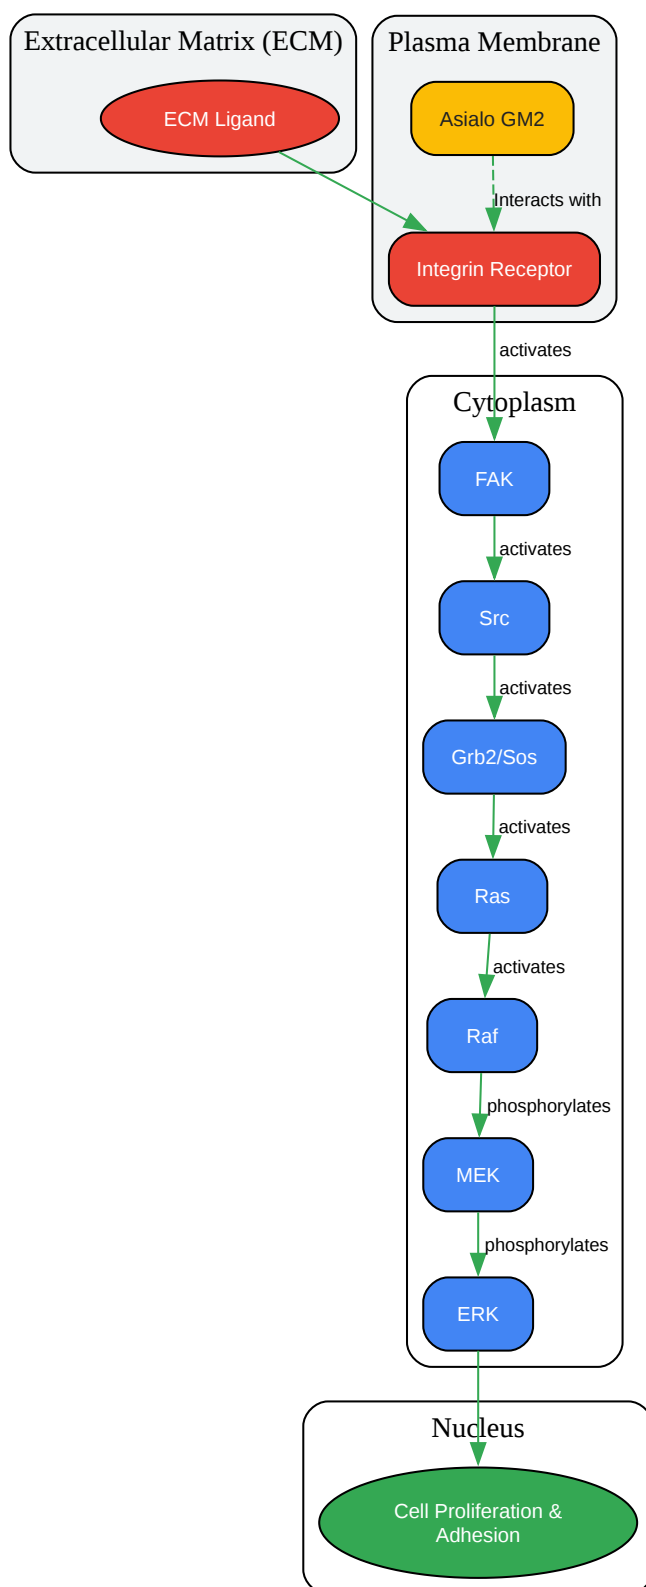 Extracellular Matrix (ECM)
Plasma Membrane
ECM Ligand
Asialo GM2
Interacts with
Integrin Receptor
activates
Cytoplasm
FAK
activates
Src
activates
Grb2/Sos
activates
Ras
activates
Raf
phosphorylates
MEK
phosphorylates
ERK
Nucleus
Cell Proliferation &
Adhesion